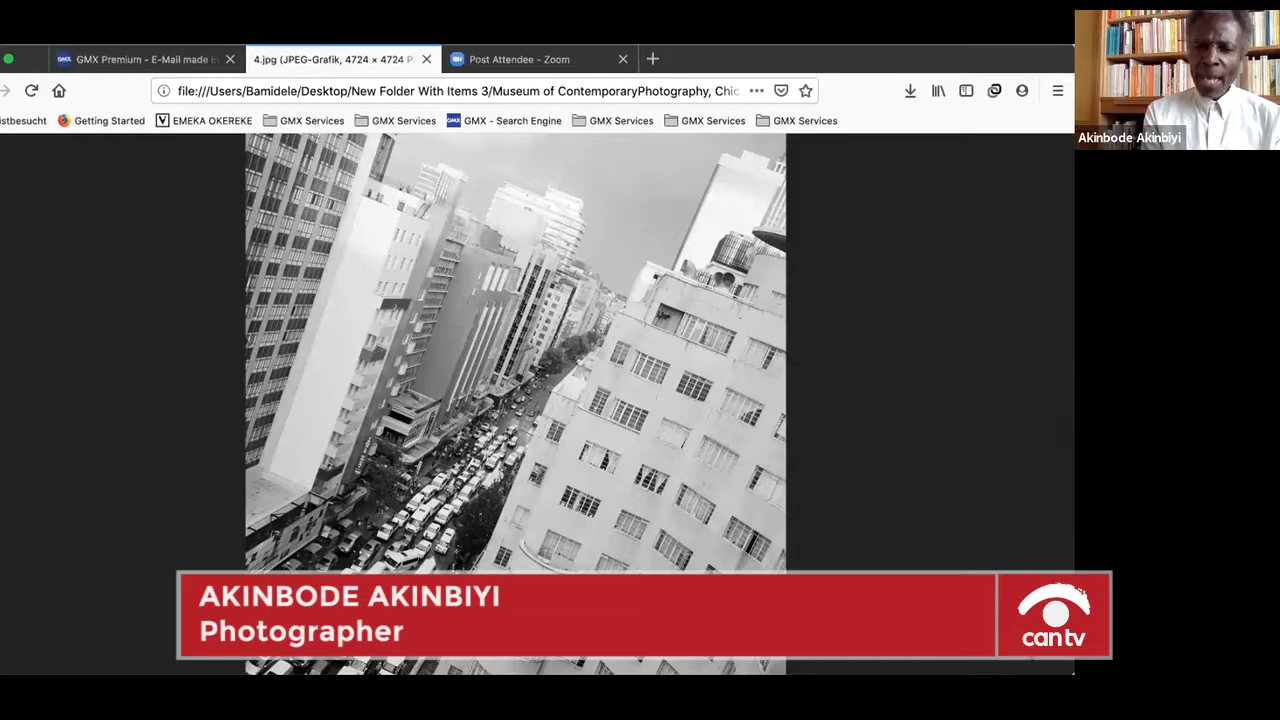 GMX Premium - E-Mail made in
4.jpg (JPEG-Grafik, 4724 × 4724 P
Post Attendee - Zoom
file:///Users/Bamidele/Desktop/New Folder With Items 3/Museum of ContemporaryPhotography, Chic
istbesucht
Getting Started
EMEKA OKEREKE
GMX Services
GMX Services
GMX - Search Engine
GMX Services
GMX Services
GMX Services
Akinbode Akinbiyi
AKINBODE AKINBIYI
Photographer
can tv